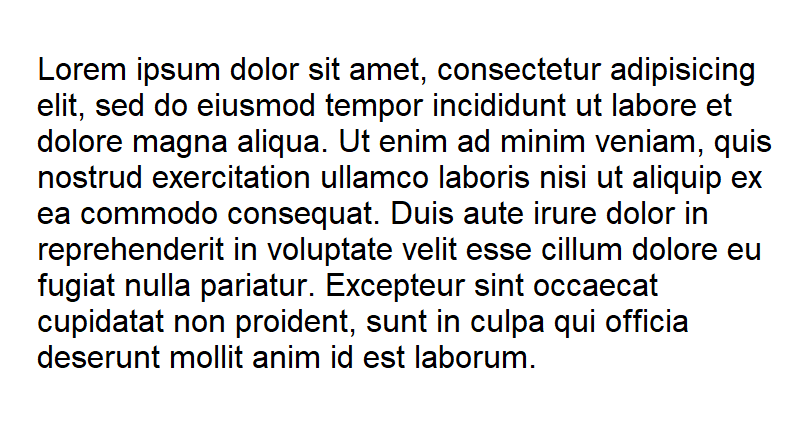 Lorem ipsum dolor sit amet, consectetur adipisicing
elit, sed do eiusmod tempor incididunt ut labore et
dolore magna aliqua. Ut enim ad minim veniam, quis
nostrud exercitation ullamco laboris nisi ut aliquip ex
ea commodo consequat. Duis aute irure dolor in
reprehenderit in voluptate velit esse cillum dolore eu
fugiat nulla pariatur. Excepteur sint occaecat
cupidatat non proident, sunt in culpa qui officia
deserunt mollit anim id est laborum.